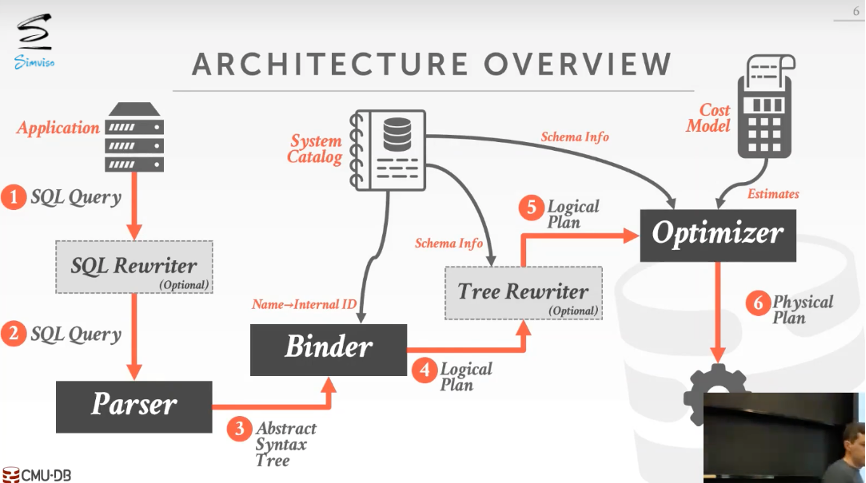 6
Simviso
ARCHITECTURE OVERVIEW
Application
System
Catalog
Cost
Model
Schema Info
1 SQL Query
Estimates
5 Logical
Plan
SQL Rewriter
(Optional)
Schema Info
Optimizer
Tree Rewriter
(Optional)
Name→Internal ID
6 Physical
Plan
2 SQL Query
Binder
4 Logical
Plan
Parser
3 Abstract
Syntax
Tree
CMU·DB